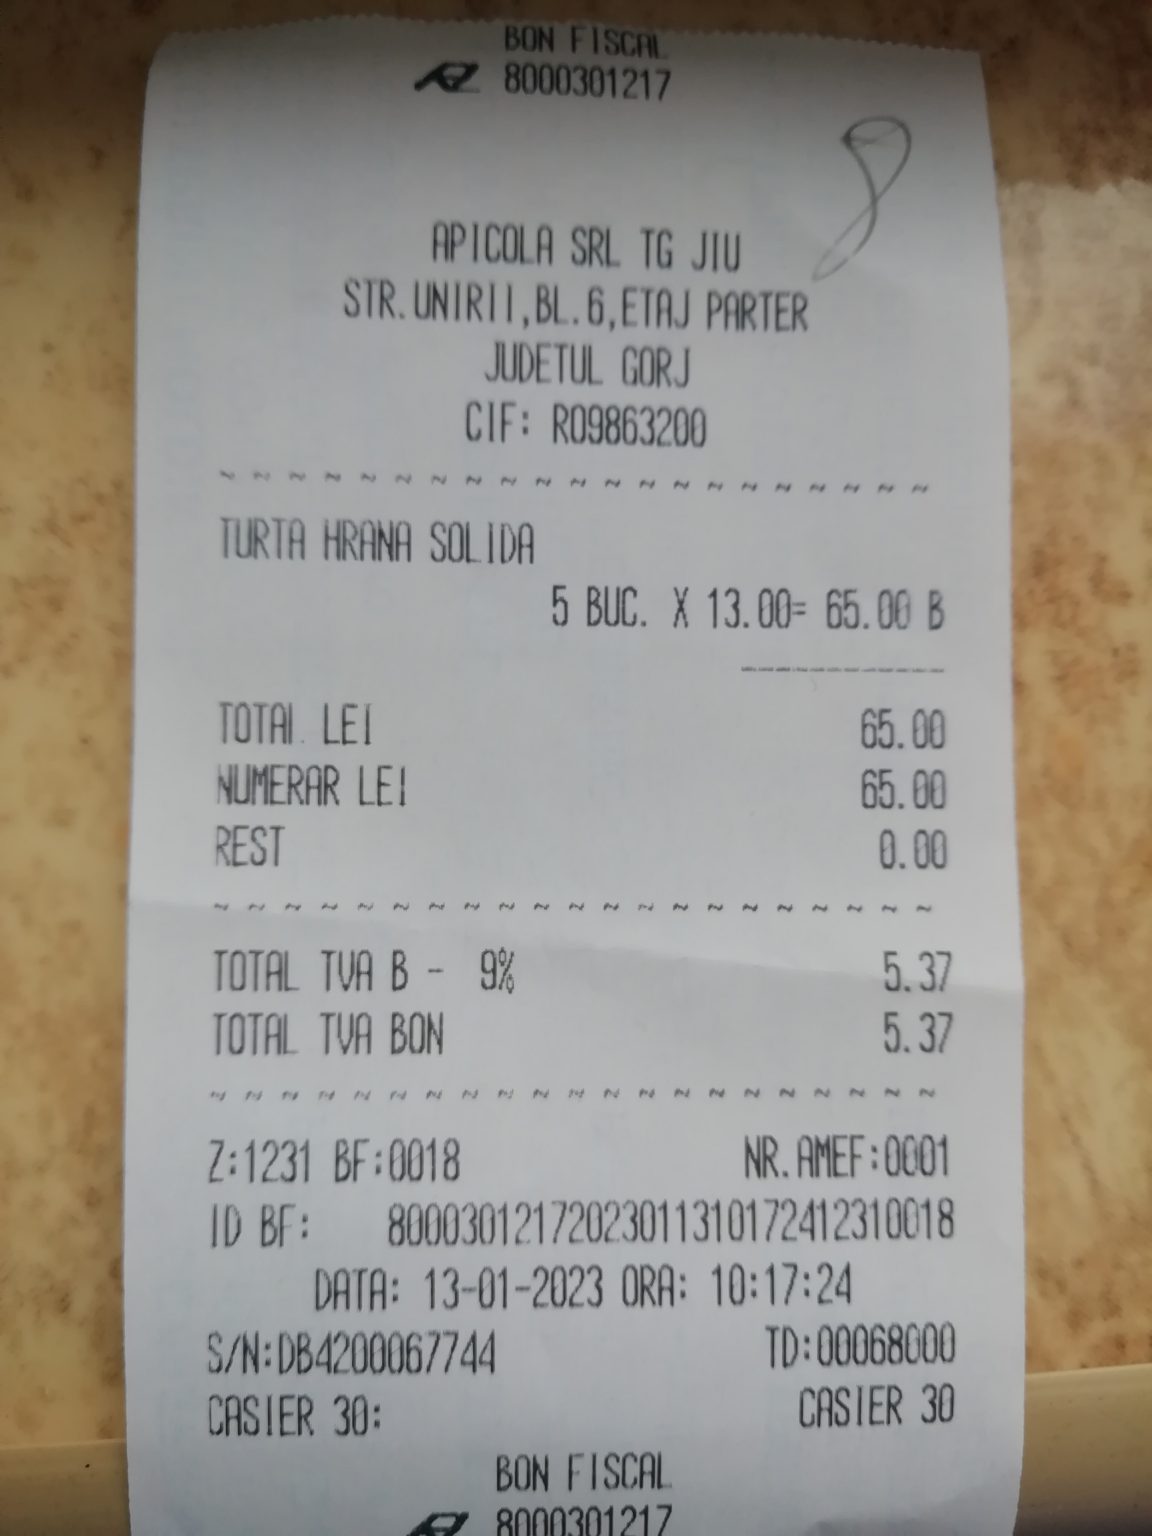 BON FISCAL
8000301217
8
APICOLA SRL TG JIU
STR.UNIRII,BL.6,ETAJ PARTER
JUDETUL GORJ
CIF: RO9863200
~ ~ ~ ~ ~ ~ ~ ~ ~ ~ ~ ~ ~ ~ ~ ~ ~ ~ ~ ~ ~
TURTA HRANA SOLIDA
5 BUC. X 13.00= 65.00 B
TOTAL LEI 65.00
NUMERAR LEI 65.00
REST 0.00
~ ~ ~ ~ ~ ~ ~ ~ ~ ~ ~ ~ ~ ~ ~ ~ ~ ~ ~ ~ ~
TOTAL TVA B - 9% 5.37
TOTAL TVA BON 5.37
~ ~ ~ ~ ~ ~ ~ ~ ~ ~ ~ ~ ~ ~ ~ ~ ~ ~ ~ ~ ~
Z:1231 BF:0018 NR.AMEF:0001
ID BF: 80003012172023011310172412310018
DATA: 13-01-2023 ORA: 10:17:24
S/N:DB4200067744 TD:00068000
CASIER 30: CASIER 30
BON FISCAL
8000301217